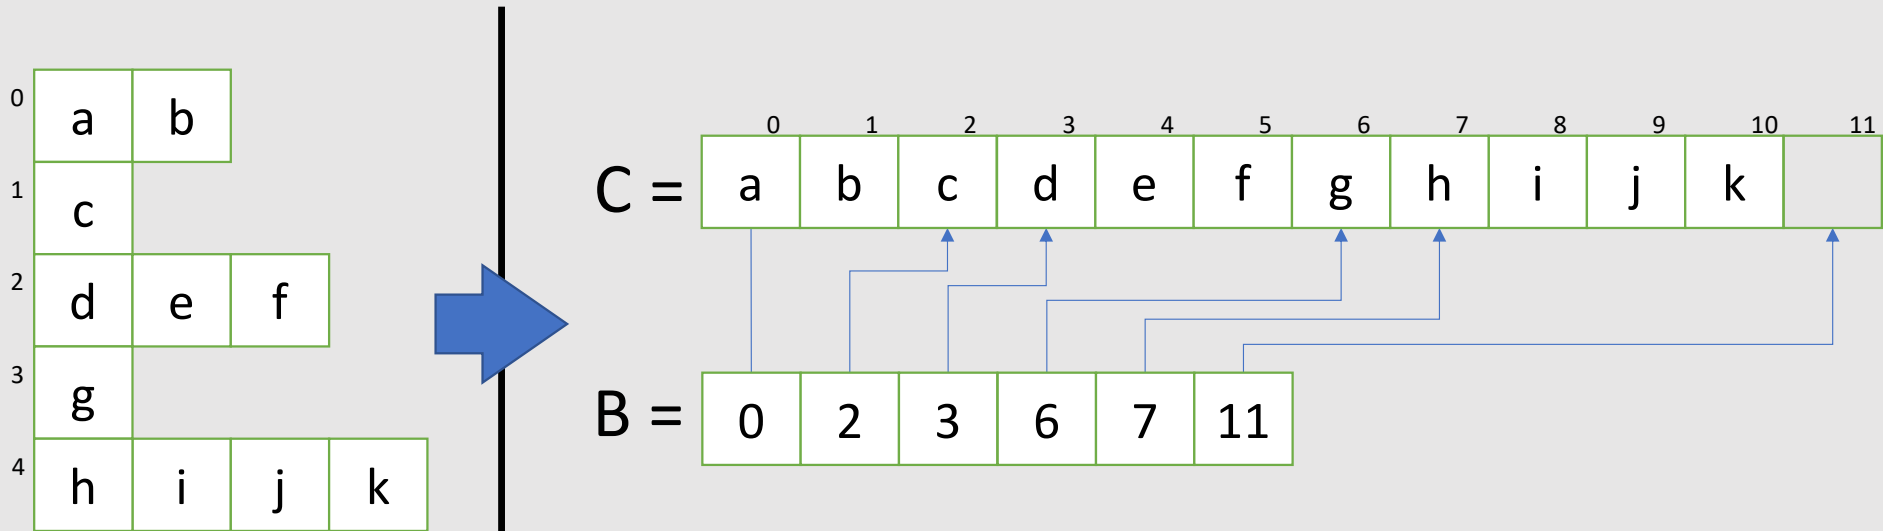 0 a b
1 c
2 d e f
3 g
4 h i j k
0 1 2 3 4 5 6 7 8 9 10 11
C = a b c d e f g h i j k
B = 0 2 3 6 7 11